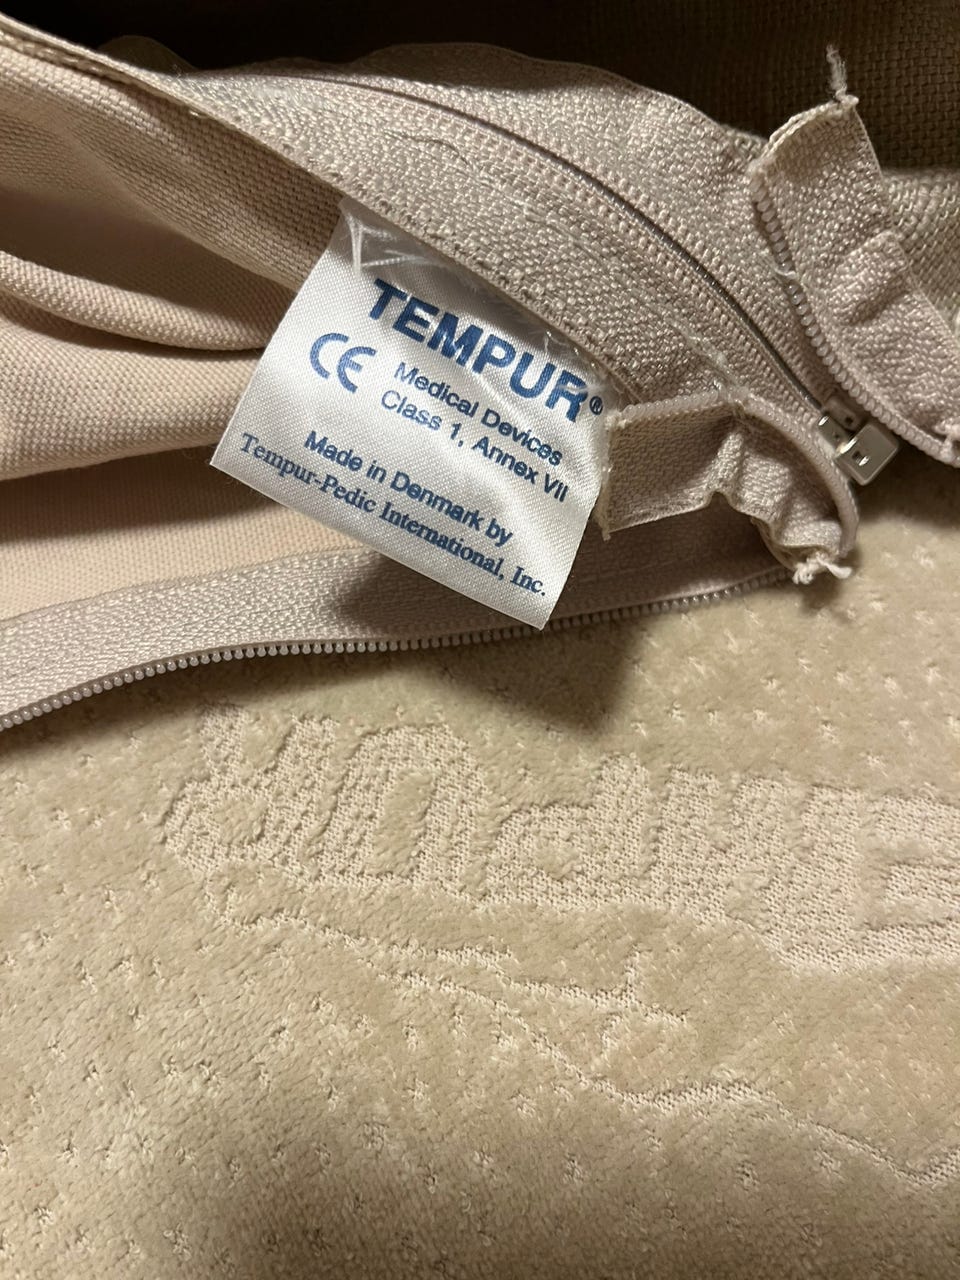 TEMPUR®
CE Medical Devices
Class 1, Annex VII
Made in Denmark by
Tempur-Pedic International, Inc.